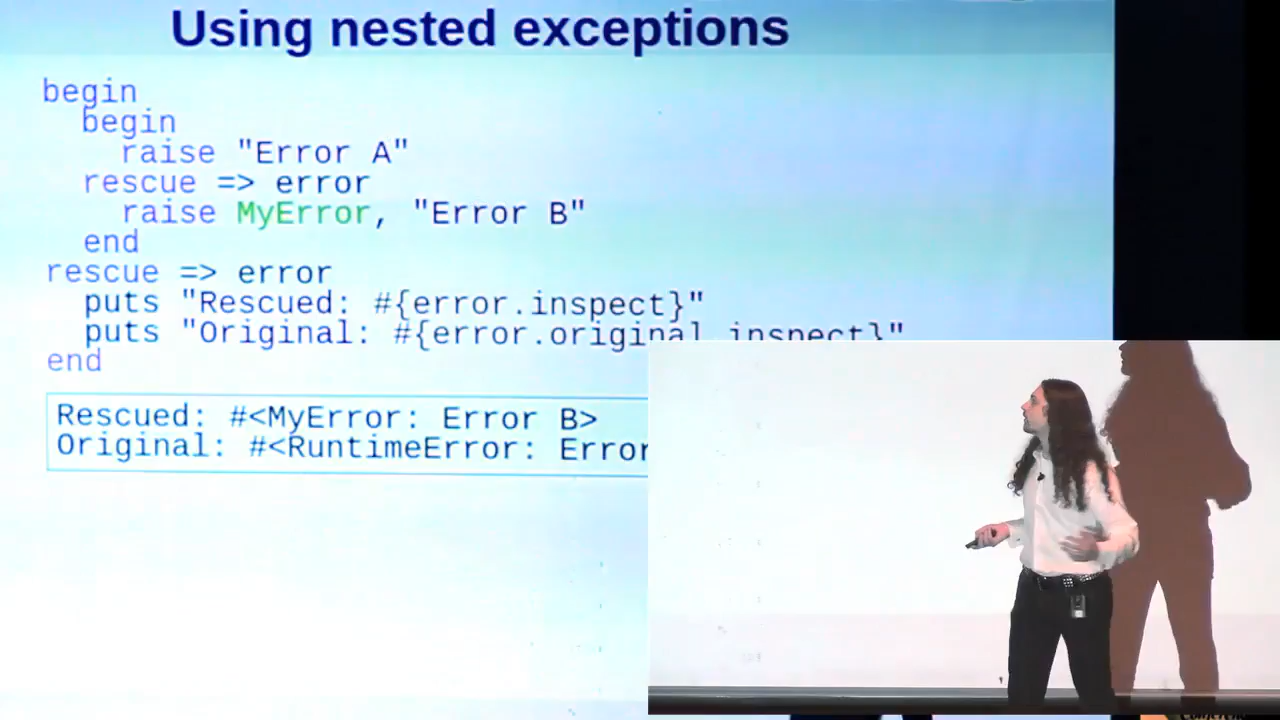 Using nested exceptions
begin
begin
raise "Error A"
rescue => error
raise MyError, "Error B"
end
rescue => error
puts "Rescued: #{error.inspect}"
puts "Original: #{error.original.inspect}"
end
Rescued: #<MyError: Error B>
Original: #<RuntimeError: Error